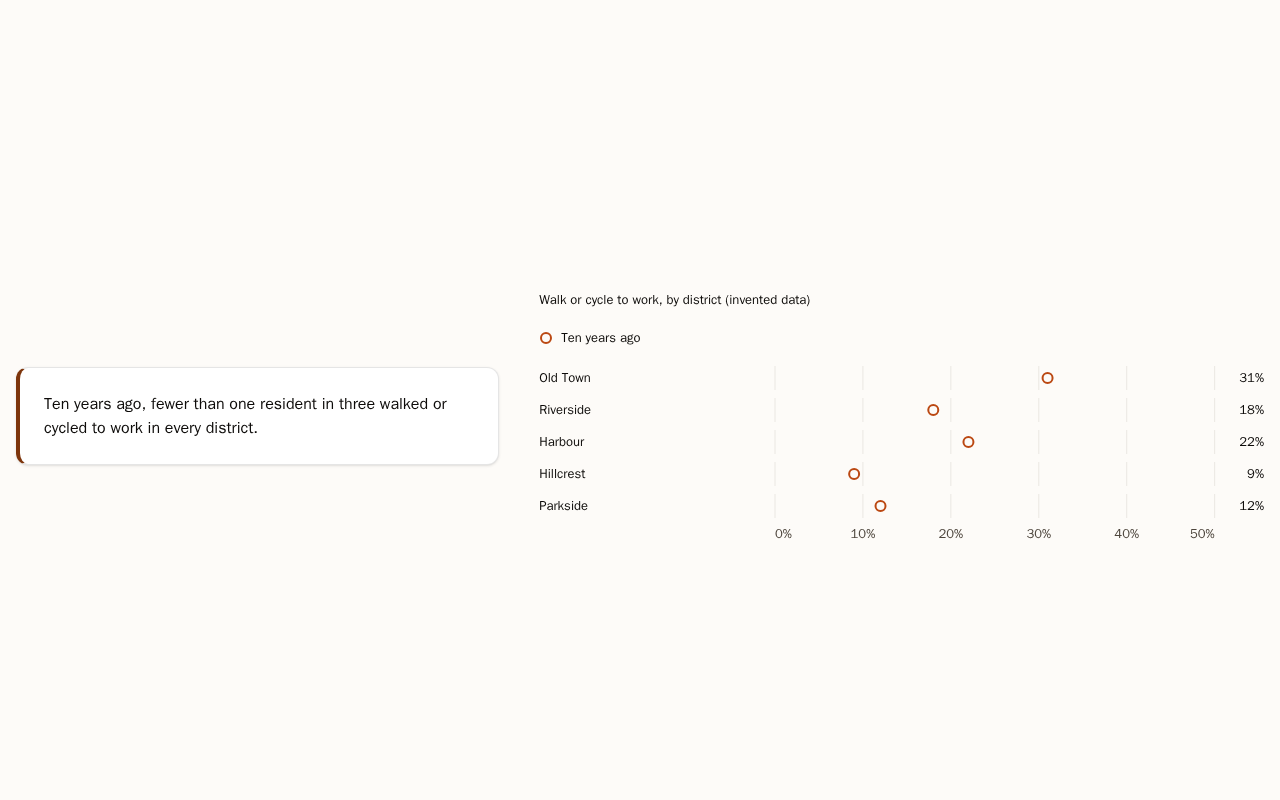 Ten years ago, fewer than one resident in three walked or
cycled to work in every district.
Walk or cycle to work, by district (invented data)
Ten years ago
Old Town 31%
Riverside 18%
Harbour 22%
Hillcrest 9%
Parkside 12%
0% 10% 20% 30% 40% 50%